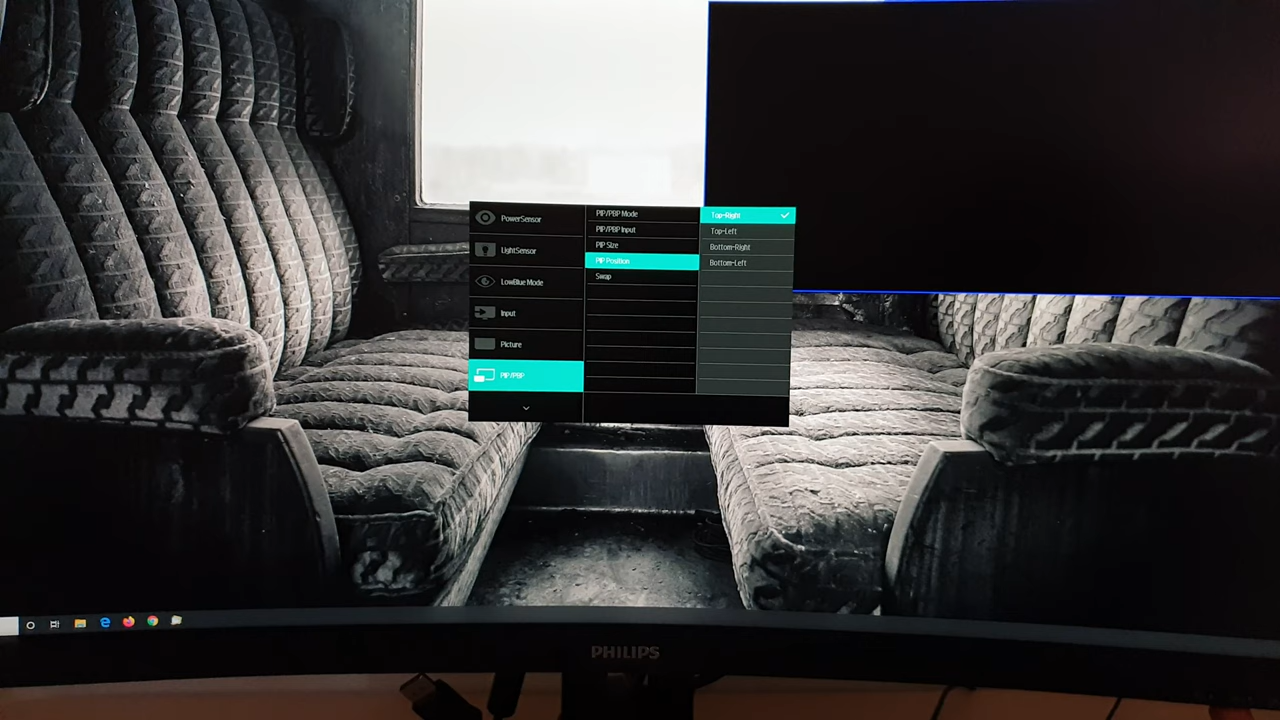 PowerSensor
LightSensor
LowBlue Mode
Input
Picture
PIP/PBP
PIP/PBP Mode
PIP/PBP Input
PIP Size
PIP Position
Swap
Top-Right
Top-Left
Bottom-Right
Bottom-Left
PHILIPS